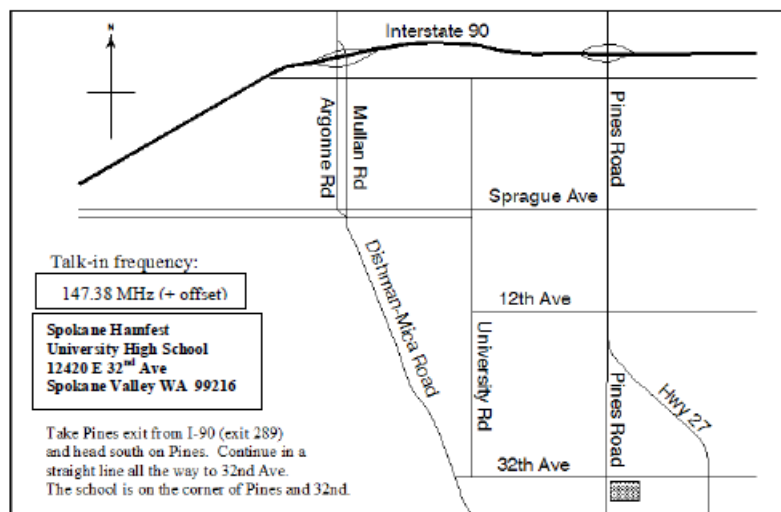 Interstate 90
N
Argonne Rd
Mullan Rd
Pines Road
Sprague Ave
Talk-in frequency:
147.38 MHz (+ offset)
Dishman-Mica Road
12th Ave
Spokane Hamfest
University High School
12420 E 32nd Ave
Spokane Valley WA 99216
University Rd
Pines Road
Hwy 27
Take Pines exit from I-90 (exit 289)
and head south on Pines. Continue in a
straight line all the way to 32nd Ave.
The school is on the corner of Pines and 32nd.
32th Ave